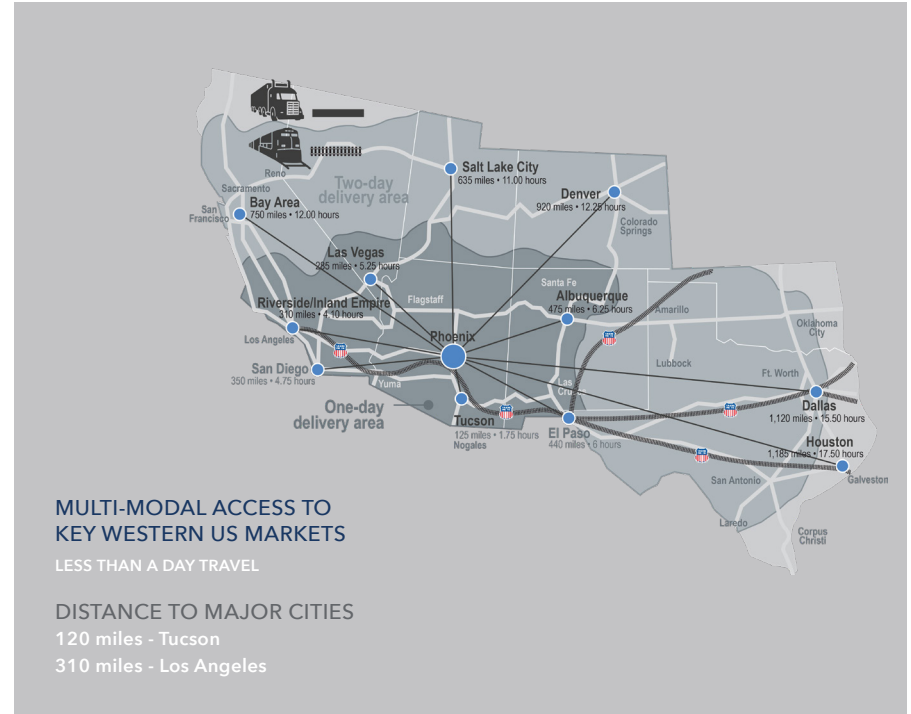 Reno
Sacramento
San
Francisco
Bay Area
750 miles • 12.00 hours
Two-day
delivery area
Salt Lake City
635 miles • 11.00 hours
Denver
920 miles • 12.25 hours
Colorado
Springs
Las Vegas
285 miles • 5.25 hours
Riverside/Inland Empire
310 miles • 4.10 hours
Los Angeles
Flagstaff
Santa Fe
Albuquerque
475 miles • 6.25 hours
Amarillo
Oklahoma
City
Phoenix
San Diego
350 miles • 4.75 hours
Yuma
Lubbock
Ft. Worth
Las
Cru
One-day
delivery area
Tucson
125 miles • 1.75 hours
Nogales
El Paso
440 miles • 6 hours
Dallas
1,120 miles • 15.50 hours
Houston
1,185 miles • 17.50 hours
San Antonio
Galveston
Laredo
Corpus
Christi
MULTI-MODAL ACCESS TO
KEY WESTERN US MARKETS
LESS THAN A DAY TRAVEL
DISTANCE TO MAJOR CITIES
120 miles - Tucson
310 miles - Los Angeles